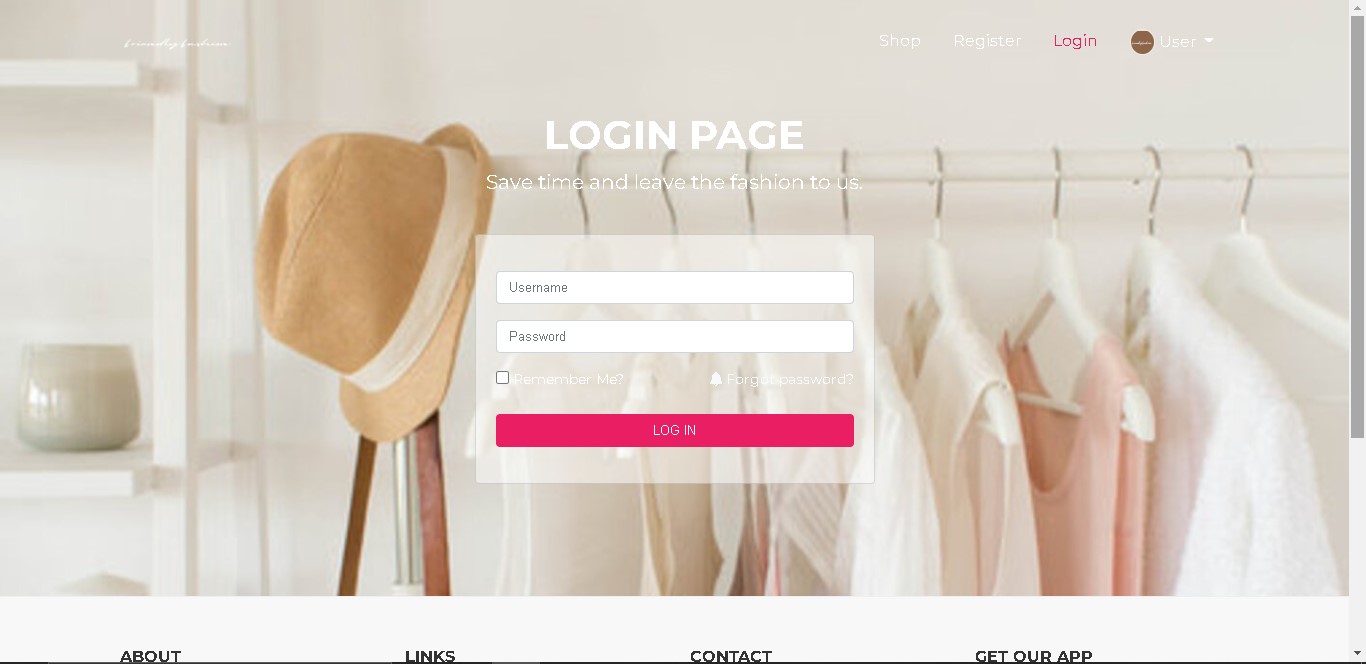 friendlyfashion
Shop Register Login User
LOGIN PAGE
Save time and leave the fashion to us.
Username
Password
Remember Me? Forgot password?
LOG IN
ABOUT LINKS CONTACT GET OUR APP